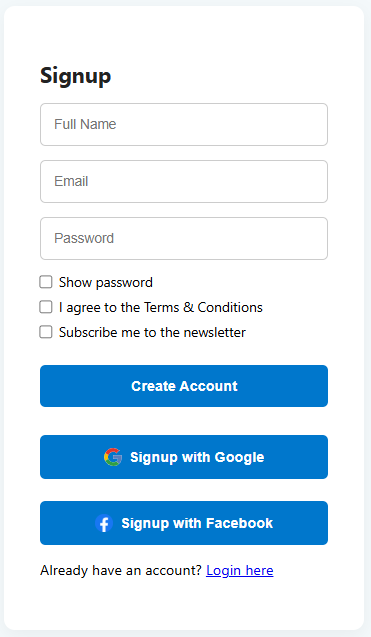 Signup
Full Name
Email
Password
Show password
I agree to the Terms & Conditions
Subscribe me to the newsletter
Create Account
Signup with Google
Signup with Facebook
Already have an account? Login here